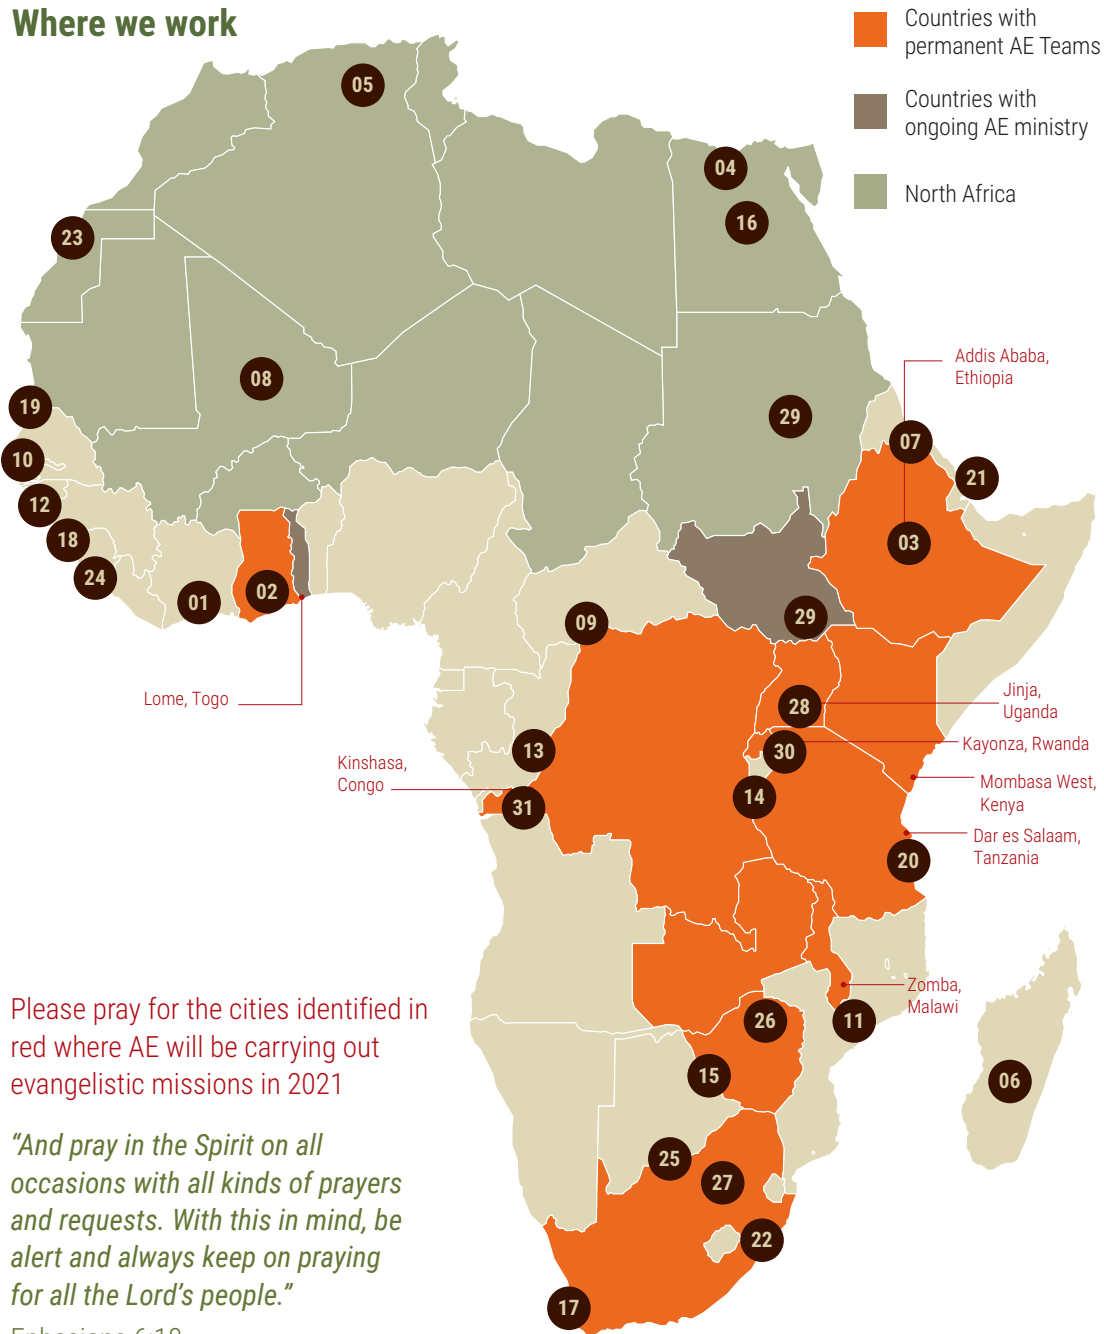 Where we work
Countries with
permanent AE Teams
Countries with
ongoing AE ministry
North Africa
05
04
16
23
08
19
29
10
12
18
24
01
02
07
21
03
29
09
28
13
30
14
31
20
26
11
15
06
25
27
22
17
Addis Ababa,
Ethiopia
Lome, Togo
Kinshasa,
Congo
Jinja,
Uganda
Kayonza, Rwanda
Mombasa West,
Kenya
Dar es Salaam,
Tanzania
Zomba,
Malawi
Please pray for the cities identified in
red where AE will be carrying out
evangelistic missions in 2021
“And pray in the Spirit on all
occasions with all kinds of prayers
and requests. With this in mind, be
alert and always keep on praying
for all the Lord’s people.”